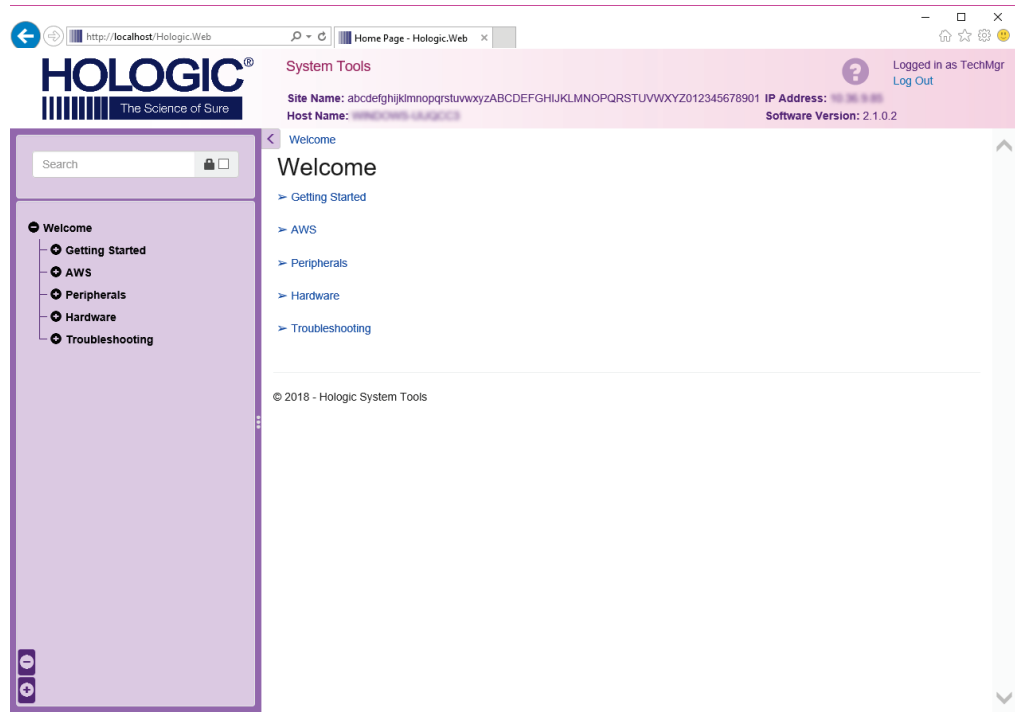 http://localhost/Hologic.Web
Home Page - Hologic.Web
HOLOGIC®
The Science of Sure
System Tools
Logged in as TechMgr
Log Out
Site Name: abcdefghijklmnopqrstuvwxyzABCDEFGHIJKLMNOPQRSTUVWXYZ012345678901 IP Address:
Host Name:
Software Version: 2.1.0.2
Search
Welcome
Getting Started
AWS
Peripherals
Hardware
Troubleshooting
Welcome
Welcome
➢ Getting Started
➢ AWS
➢ Peripherals
➢ Hardware
➢ Troubleshooting
© 2018 - Hologic System Tools